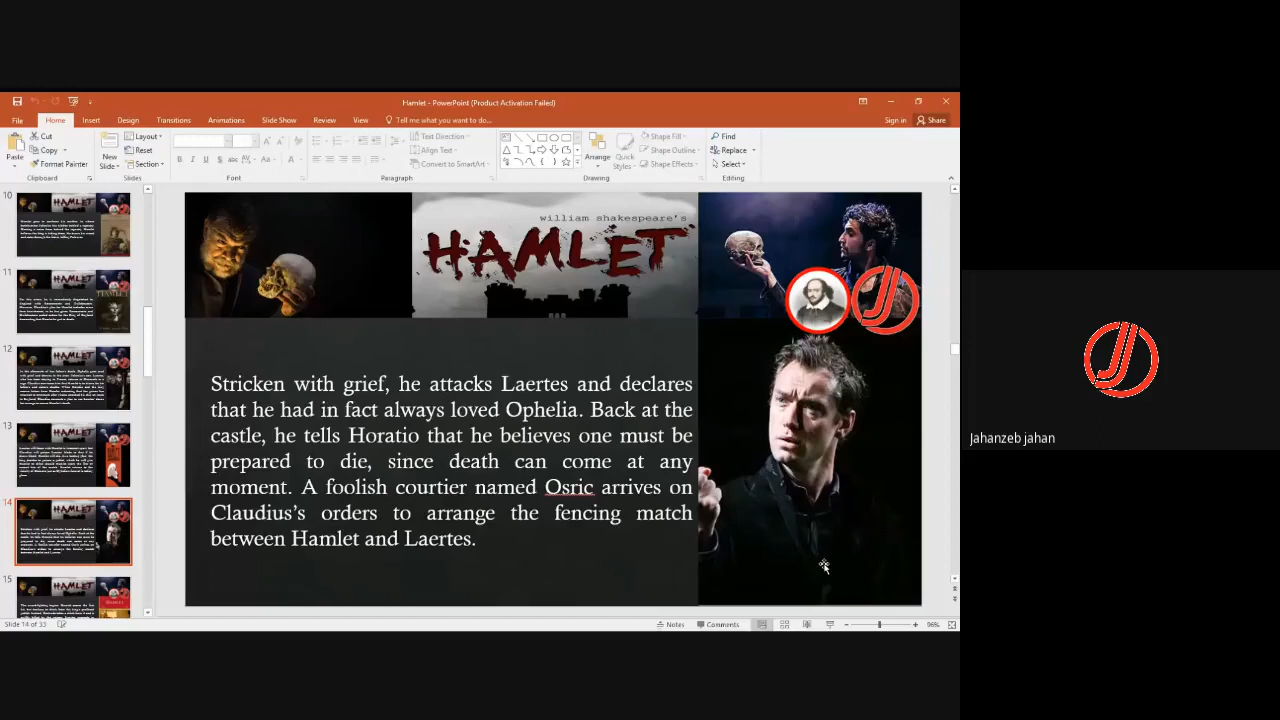 Hamlet - PowerPoint (Product Activation Failed)
File Home Insert Design Transitions Animations Slide Show Review View Tell me what you want to do... Sign in Share
Paste
Cut
Copy
Format Painter
Clipboard
New Slide
Layout
Reset
Section
Slides
Font
Text Direction
Align Text
Convert to SmartArt
Paragraph
Arrange
Quick Styles
Shape Fill
Shape Outline
Shape Effects
Drawing
Find
Replace
Select
Editing
10
HAMLET
11
HAMLET
12
HAMLET
13
HAMLET
14
HAMLET
15
HAMLET
william shakespeare's
HAMLET
Stricken with grief, he attacks Laertes and declares
that he had in fact always loved Ophelia. Back at the
castle, he tells Horatio that he believes one must be
prepared to die, since death can come at any
moment. A foolish courtier named Osric arrives on
Claudius's orders to arrange the fencing match
between Hamlet and Laertes.
Jahanzeb jahan
Slide 14 of 33
Notes
Comments
96%